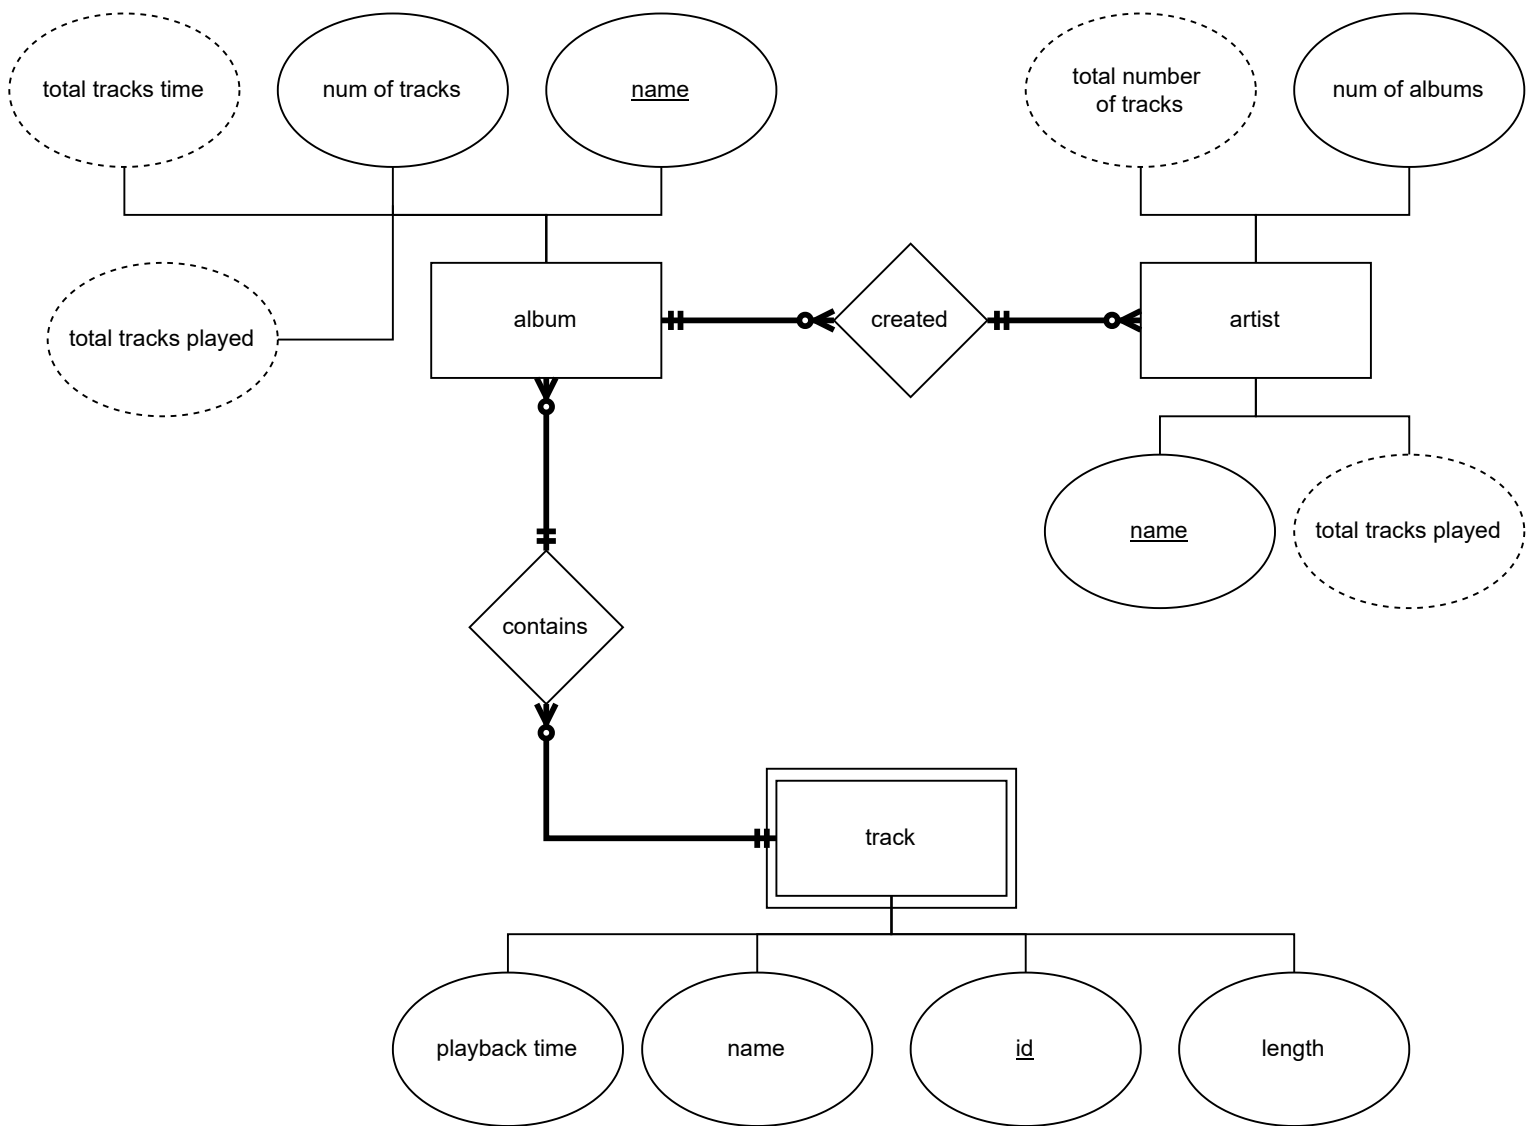 total tracks time
num of tracks
name
total number
of tracks
num of albums
total tracks played
album
created
artist
name
total tracks played
contains
track
playback time
name
id
length